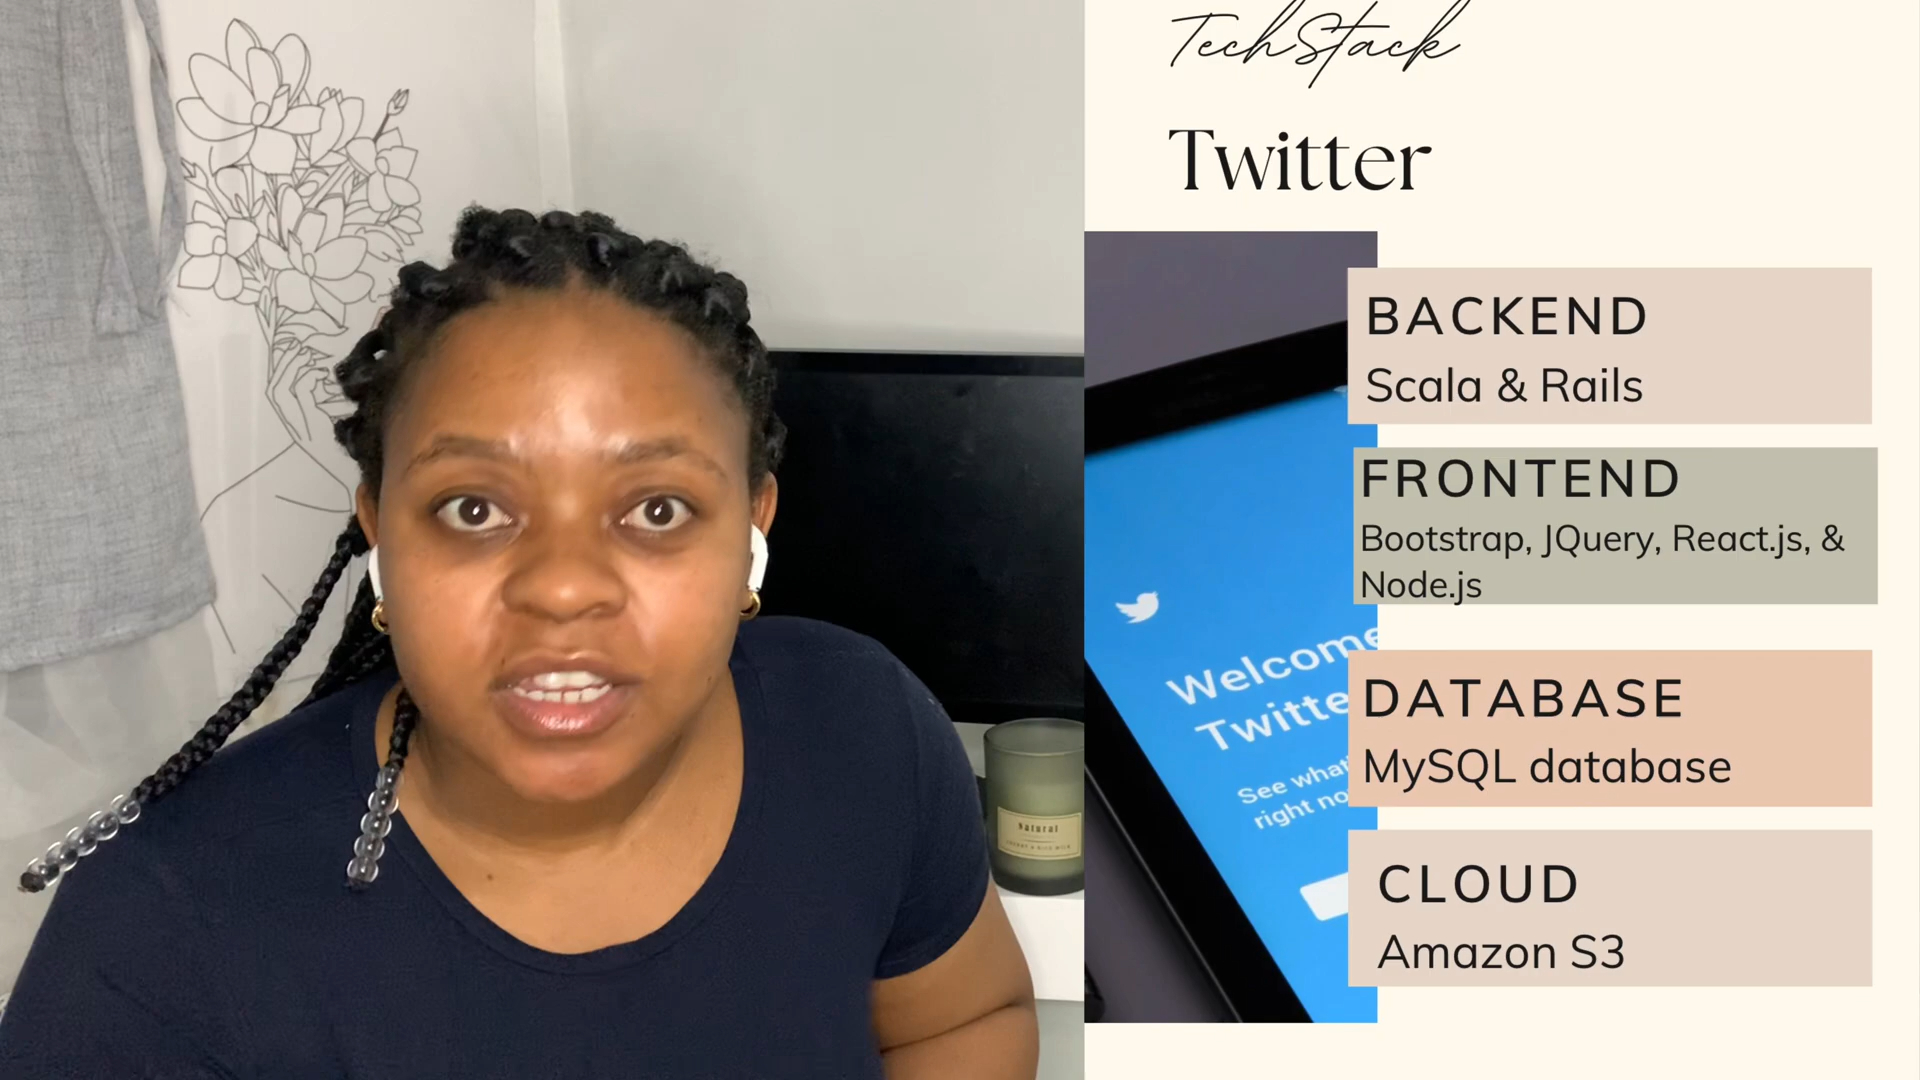 TechStack
Twitter
BACKEND
Scala & Rails
FRONTEND
Bootstrap, JQuery, React.js, &
Node.js
DATABASE
MySQL database
CLOUD
Amazon S3
Welcome
Twitte
See what
right no
Natural